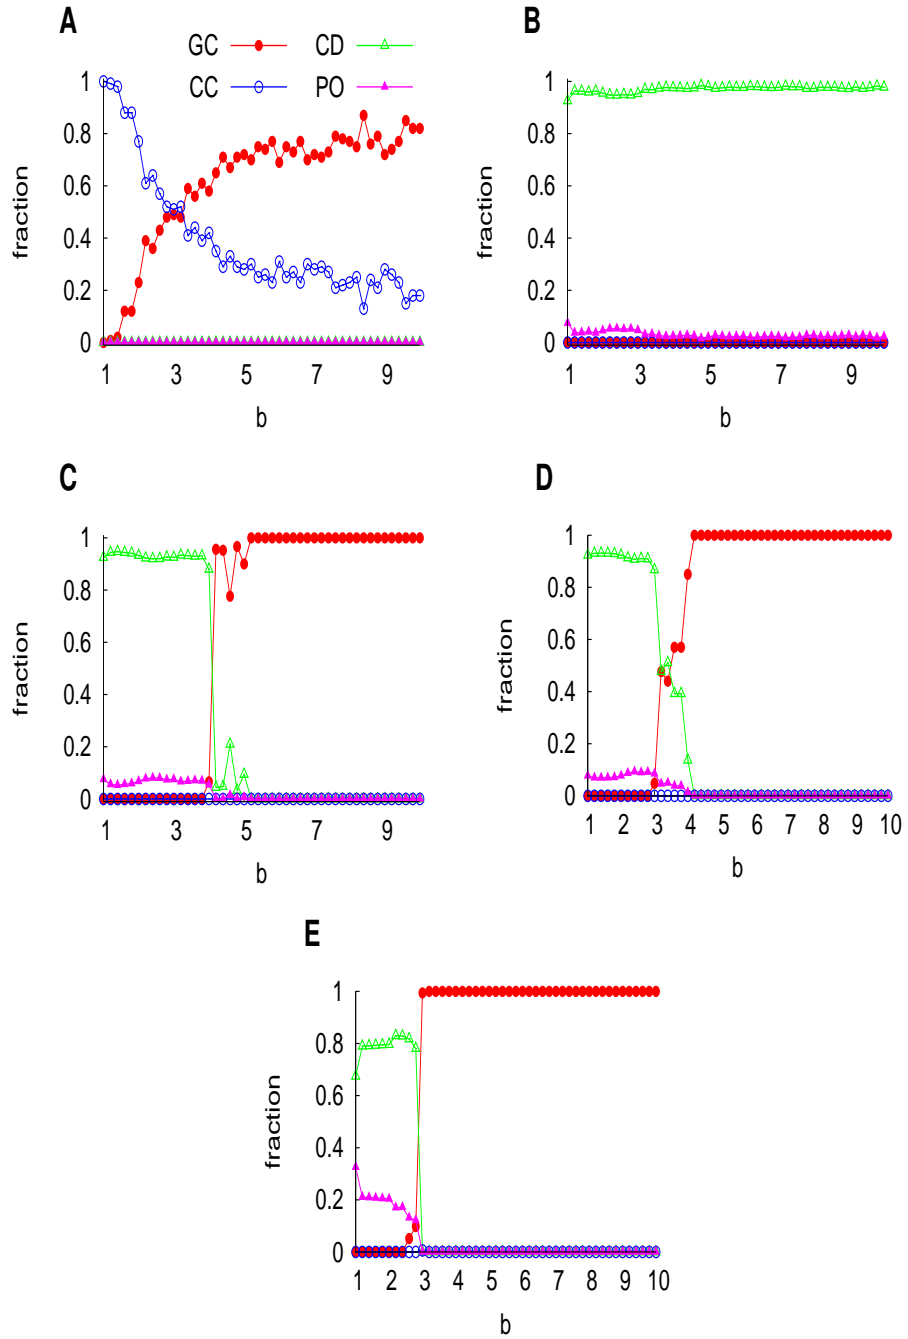 A B
GC CD
CC PO
1 1
0.8 0.8
0.6 0.6
fraction fraction
0.4 0.4
0.2 0.2
0 0
1 3 5 7 9 1 3 5 7 9
b b
C D
1 1
0.8 0.8
0.6 0.6
fraction fraction
0.4 0.4
0.2 0.2
0 0
1 3 5 7 9 1 2 3 4 5 6 7 8 9 10
b b
E
1
0.8
0.6
fraction
0.4
0.2
0
1 2 3 4 5 6 7 8 9 10
b